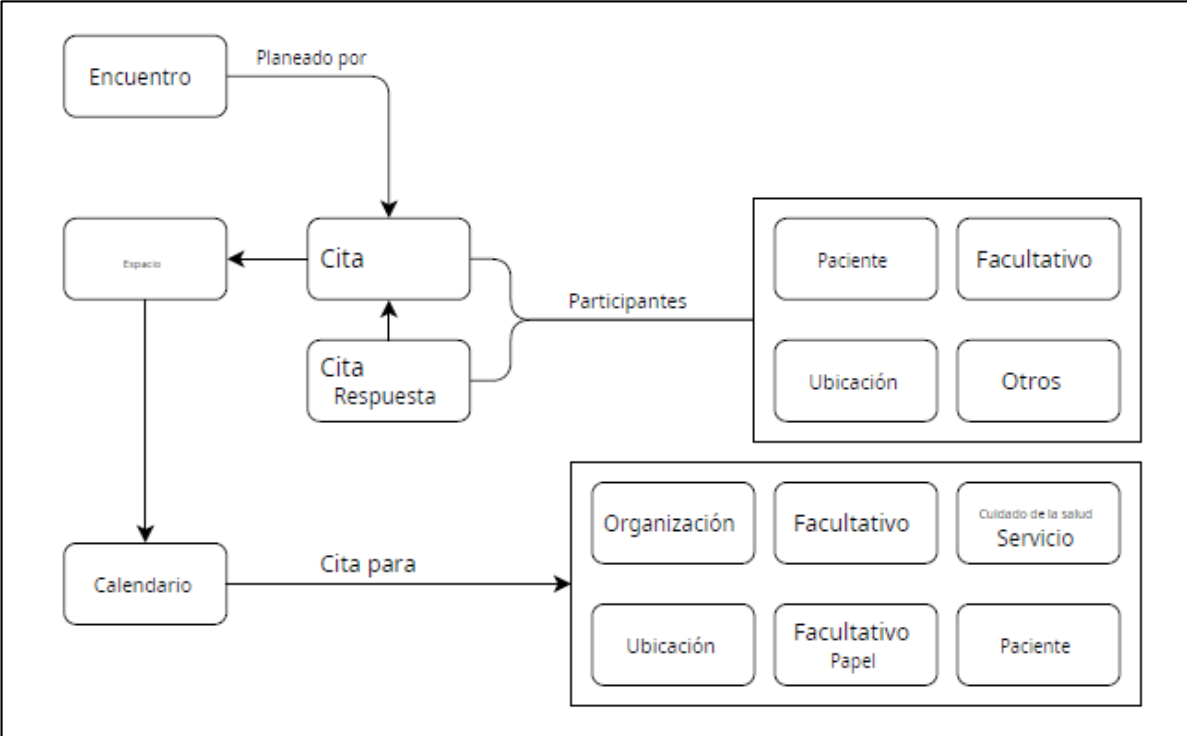 Encuentro
Planeado por
Espacio
Cita
Participantes
Paciente
Facultativo
Cita
Respuesta
Ubicación
Otros
Calendario
Cita para
Organización
Facultativo
Cuidado de la salud
Servicio
Ubicación
Facultativo
Papel
Paciente